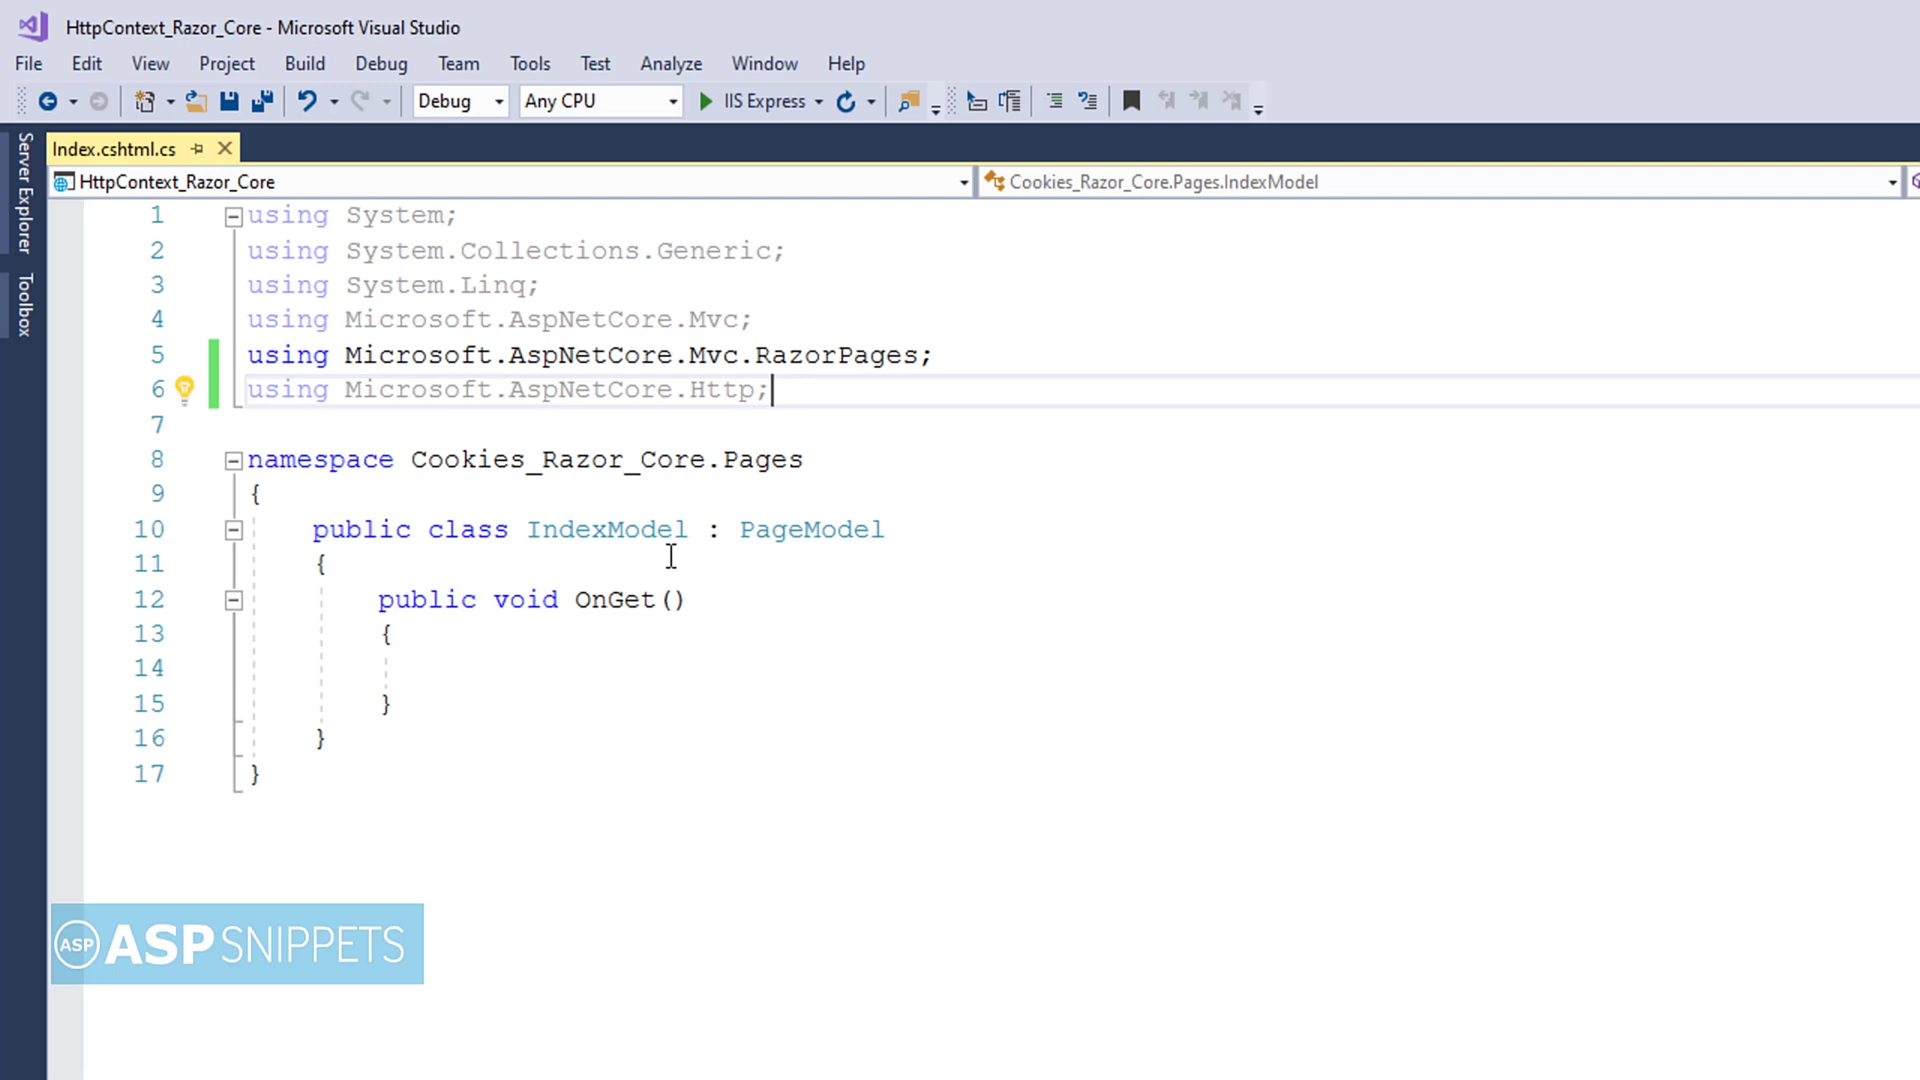 HttpContext_Razor_Core - Microsoft Visual Studio
File Edit View Project Build Debug Team Tools Test Analyze Window Help
Debug Any CPU IIS Express
Server Explorer
Toolbox
Index.cshtml.cs
HttpContext_Razor_Core Cookies_Razor_Core.Pages.IndexModel
1 using System;
2 using System.Collections.Generic;
3 using System.Linq;
4 using Microsoft.AspNetCore.Mvc;
5 using Microsoft.AspNetCore.Mvc.RazorPages;
6 using Microsoft.AspNetCore.Http;
7
8 namespace Cookies_Razor_Core.Pages
9 {
10 public class IndexModel : PageModel
11 {
12 public void OnGet()
13 {
14
15 }
16 }
17 }
ASP ASPSNIPPETS